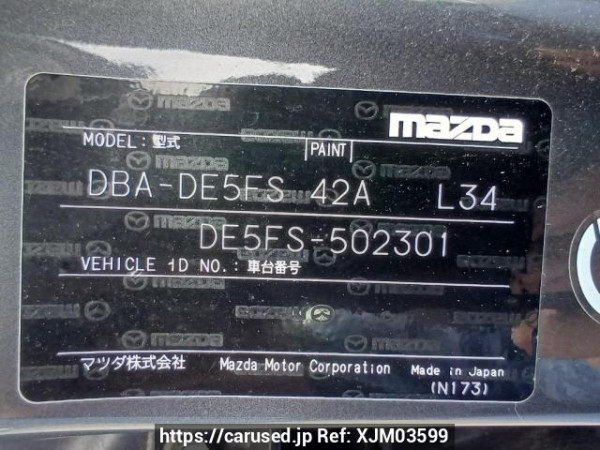 mazda
MODEL: 型式
PAINT
DBA-DE5FS 42A L34
DE5FS-502301
VEHICLE ID NO.: 車台番号
マツダ株式会社 Mazda Motor Corporation Made in Japan
(N173)
https://carused.jp Ref: XJM03599